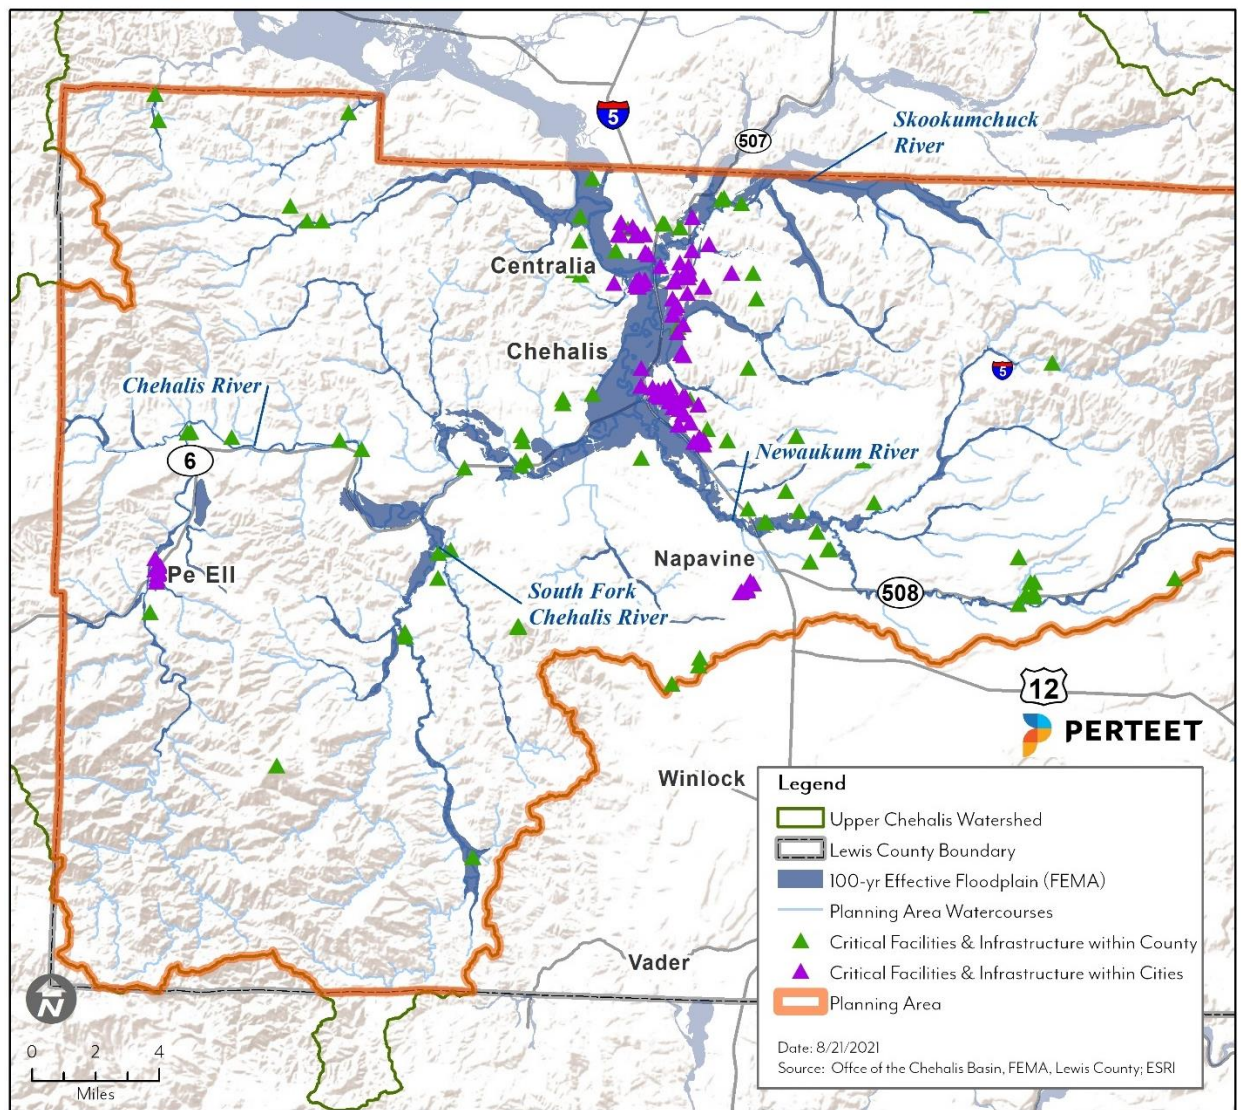 5
507
Skookumchuck
River
Centralia
Chehalis
5
Chehalis River
6
Newaukum River
Pe Ell
Napavine
South Fork
Chehalis River
508
12
PERTEET
Winlock
Vader
N
0 2 4
Miles
Legend
Upper Chehalis Watershed
Lewis County Boundary
100-yr Effective Floodplain (FEMA)
Planning Area Watercourses
Critical Facilities & Infrastructure within County
Critical Facilities & Infrastructure within Cities
Planning Area
Date: 8/21/2021
Source: Offce of the Chehalis Basin, FEMA, Lewis County; ESRI